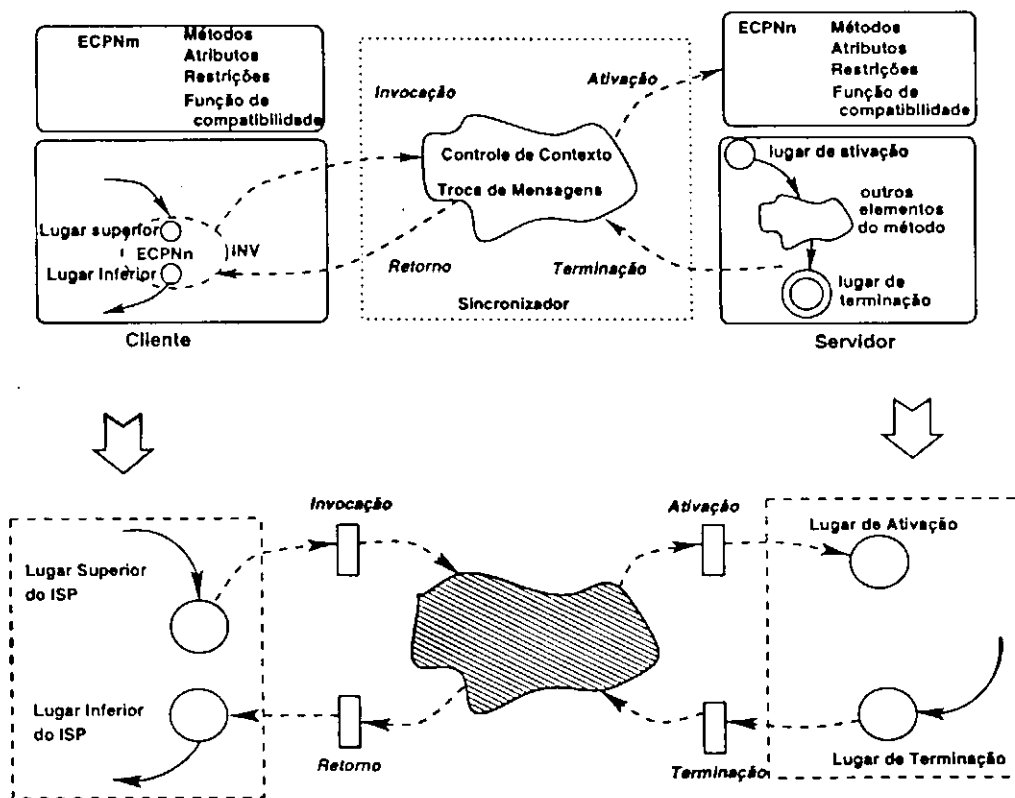 ECPNm
Métodos
Atributos
Restrições
Função de
compatibilidade
Invocação
Ativação
ECPNn
Métodos
Atributos
Restrições
Função de
compatibilidade
Controle de Contexto
Troca de Mensagens
Lugar superior
ECPNn
INV
Lugar Inferior
Retorno
Terminação
Sincronizador
lugar de ativação
outros
elementos
do método
lugar de
terminação
Cliente
Servidor
Invocação
Ativação
Lugar Superior
do ISP
Lugar de Ativação
Lugar Inferior
do ISP
Retorno
Terminação
Lugar de Terminação